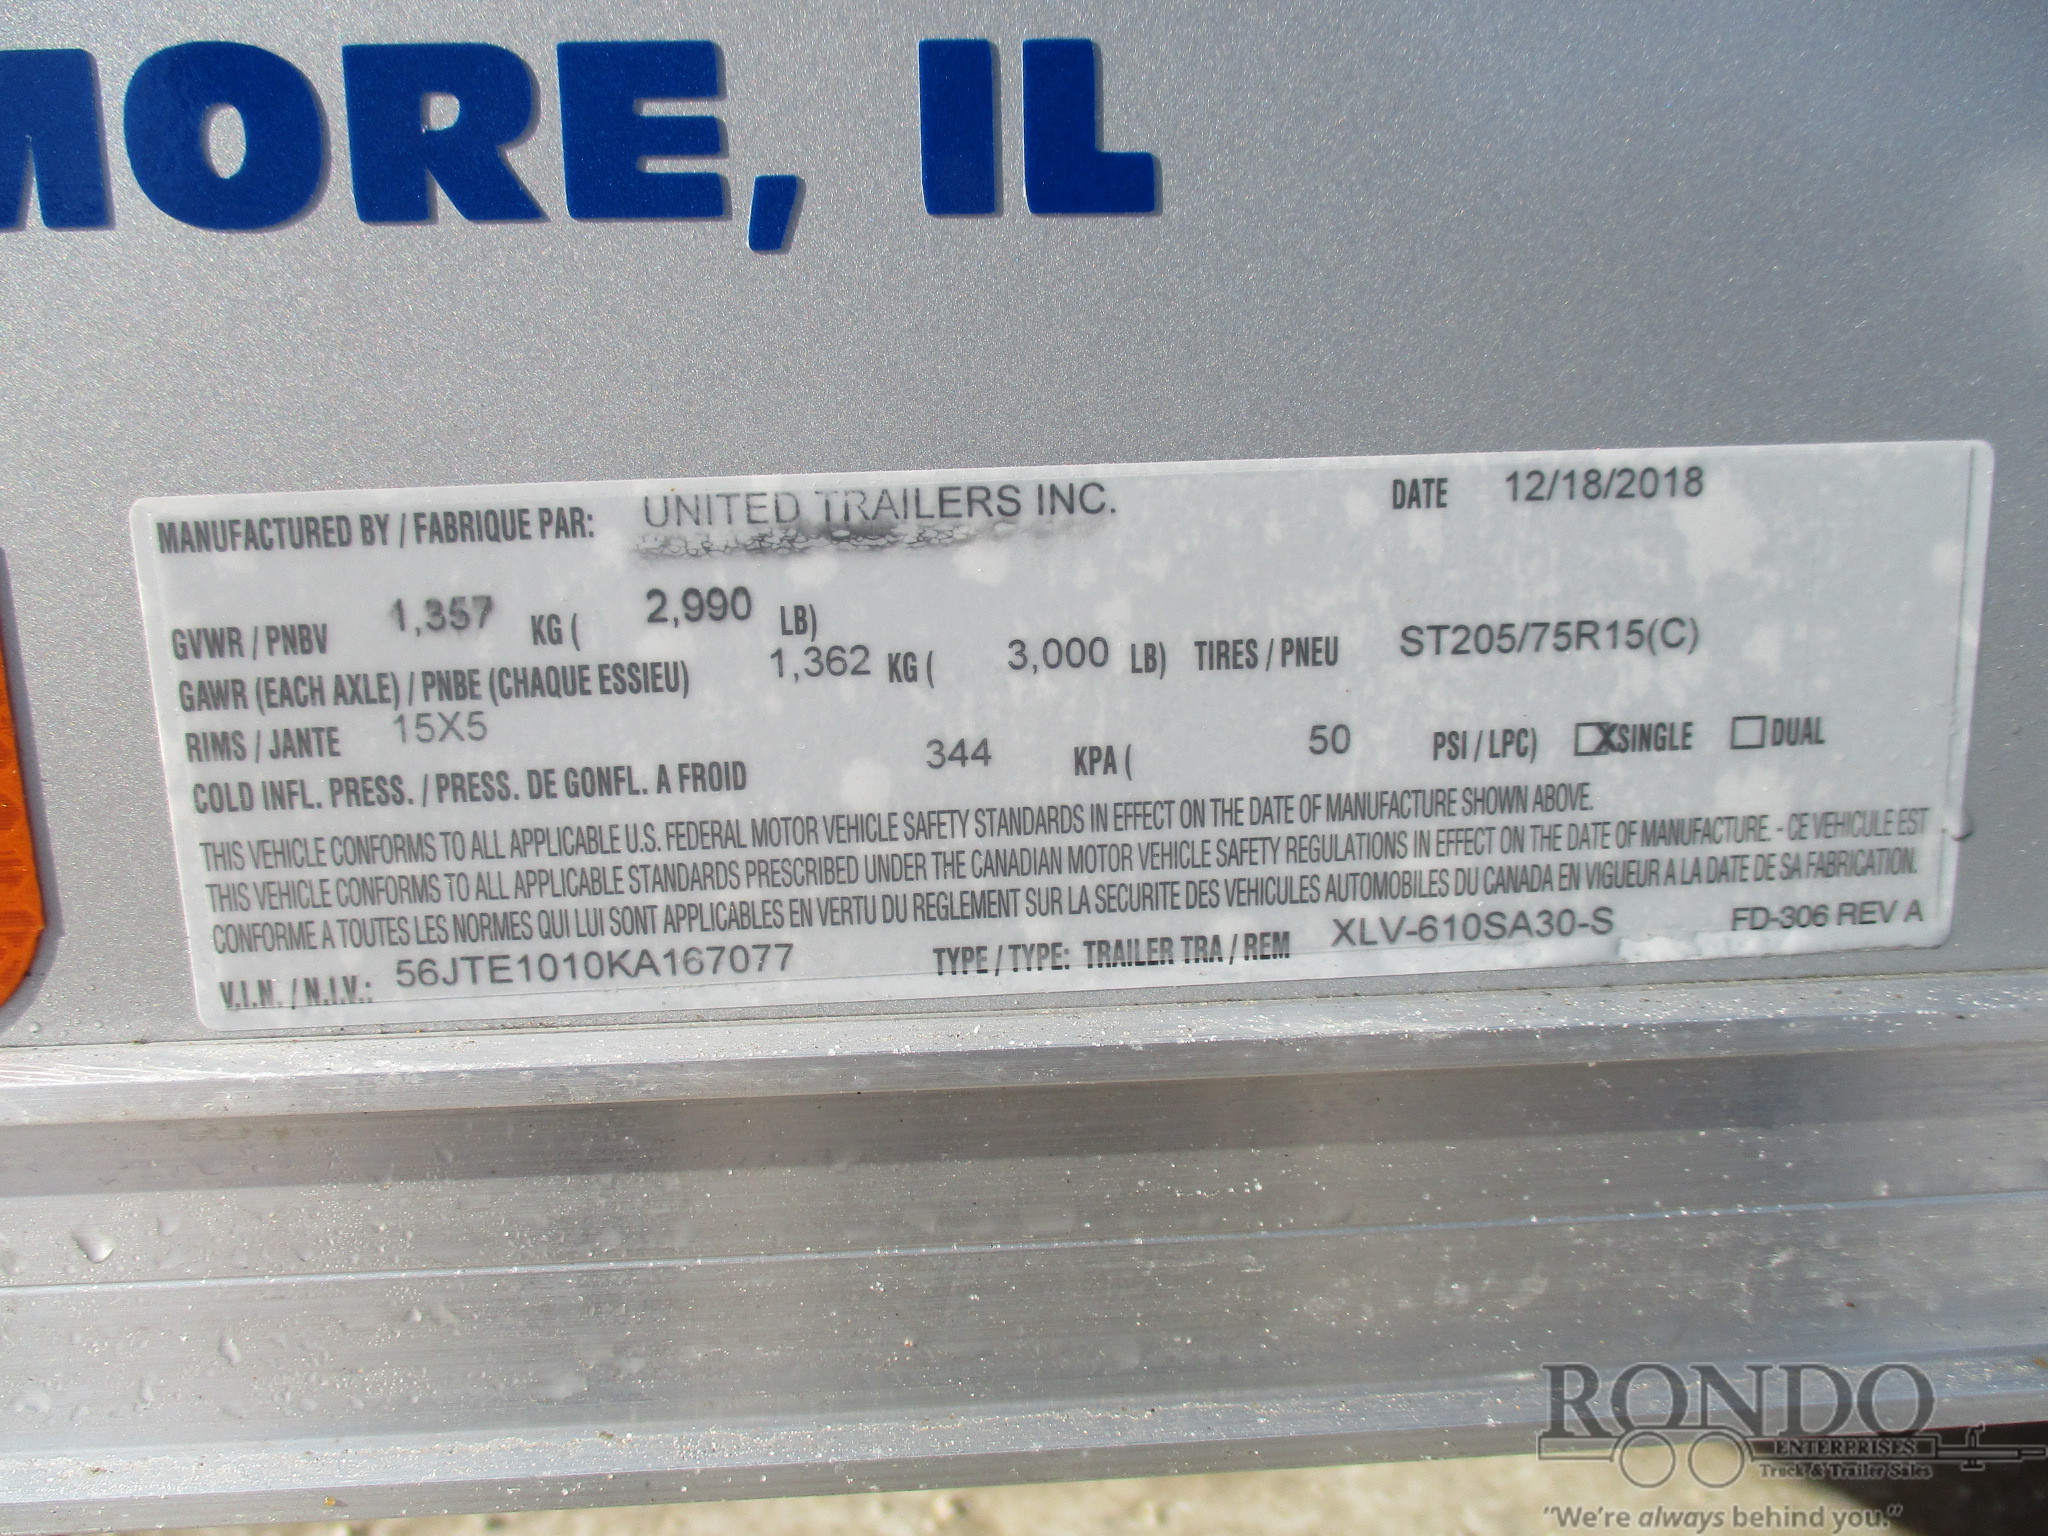 MORE, IL
MANUFACTURED BY / FABRIQUE PAR: UNITED TRAILERS INC. DATE 12/18/2018
GVWR / PNBV 1,357 KG ( 2,990 LB)
GAWR (EACH AXLE) / PNBE (CHAQUE ESSIEU) 1,362 KG ( 3,000 LB) TIRES / PNEU ST205/75R15(C)
RIMS / JANTE 15X5
COLD INFL. PRESS. / PRESS. DE GONFL. A FROID 344 KPA ( 50 PSI / LPC) X SINGLE DUAL
THIS VEHICLE CONFORMS TO ALL APPLICABLE U.S. FEDERAL MOTOR VEHICLE SAFETY STANDARDS IN EFFECT ON THE DATE OF MANUFACTURE SHOWN ABOVE.
THIS VEHICLE CONFORMS TO ALL APPLICABLE STANDARDS PRESCRIBED UNDER THE CANADIAN MOTOR VEHICLE SAFETY REGULATIONS IN EFFECT ON THE DATE OF MANUFACTURE. - CE VEHICULE EST
CONFORME A TOUTES LES NORMES QUI LUI SONT APPLICABLES EN VERTU DU REGLEMENT SUR LA SECURITE DES VEHICULES AUTOMOBILES DU CANADA EN VIGUEUR A LA DATE DE SA FABRICATION.
V.I.N. / N.I.V.: 56JTE1010KA167077 TYPE / TYPE: TRAILER TRA / REM XLV-610SA30-S FD-306 REV A
RONDO
ENTERPRISES
Truck & Trailer Sales
"We're always behind you."